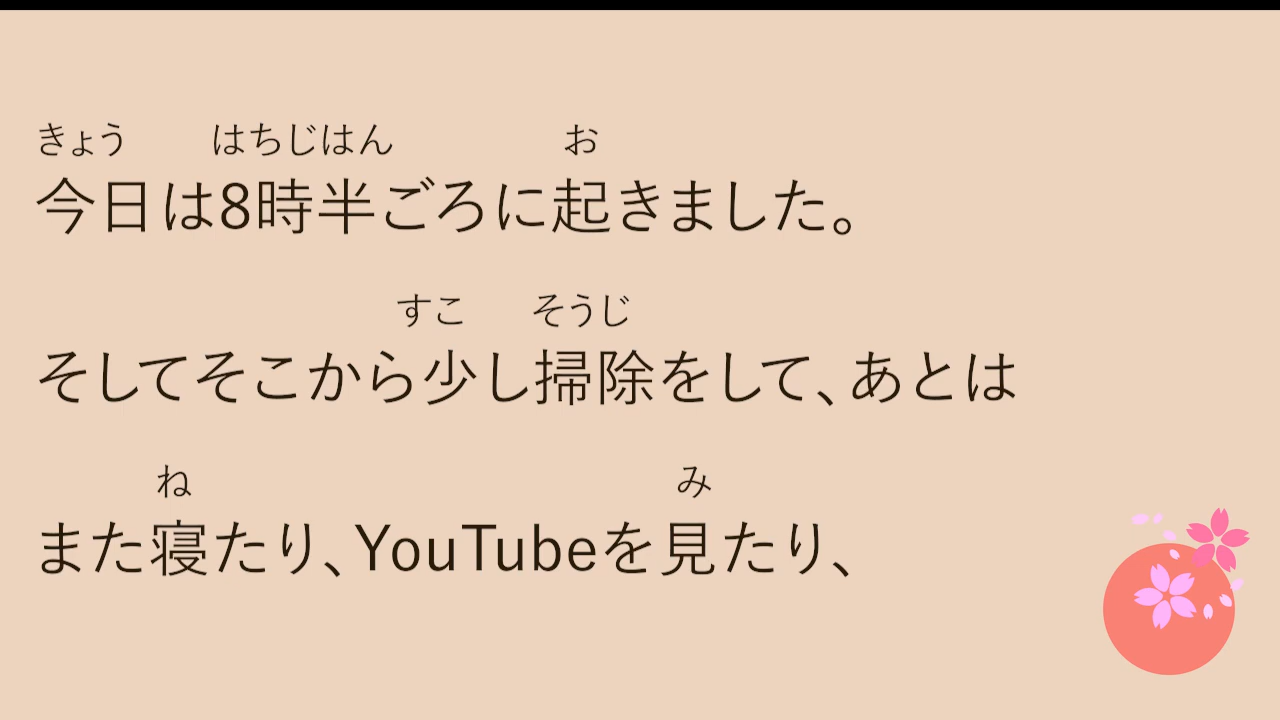 きょう はちじはん お
今日は8時半ごろに起きました。
すこ そうじ
そしてそこから少し掃除をして、あとは
ね み
また寝たり、YouTubeを見たり、